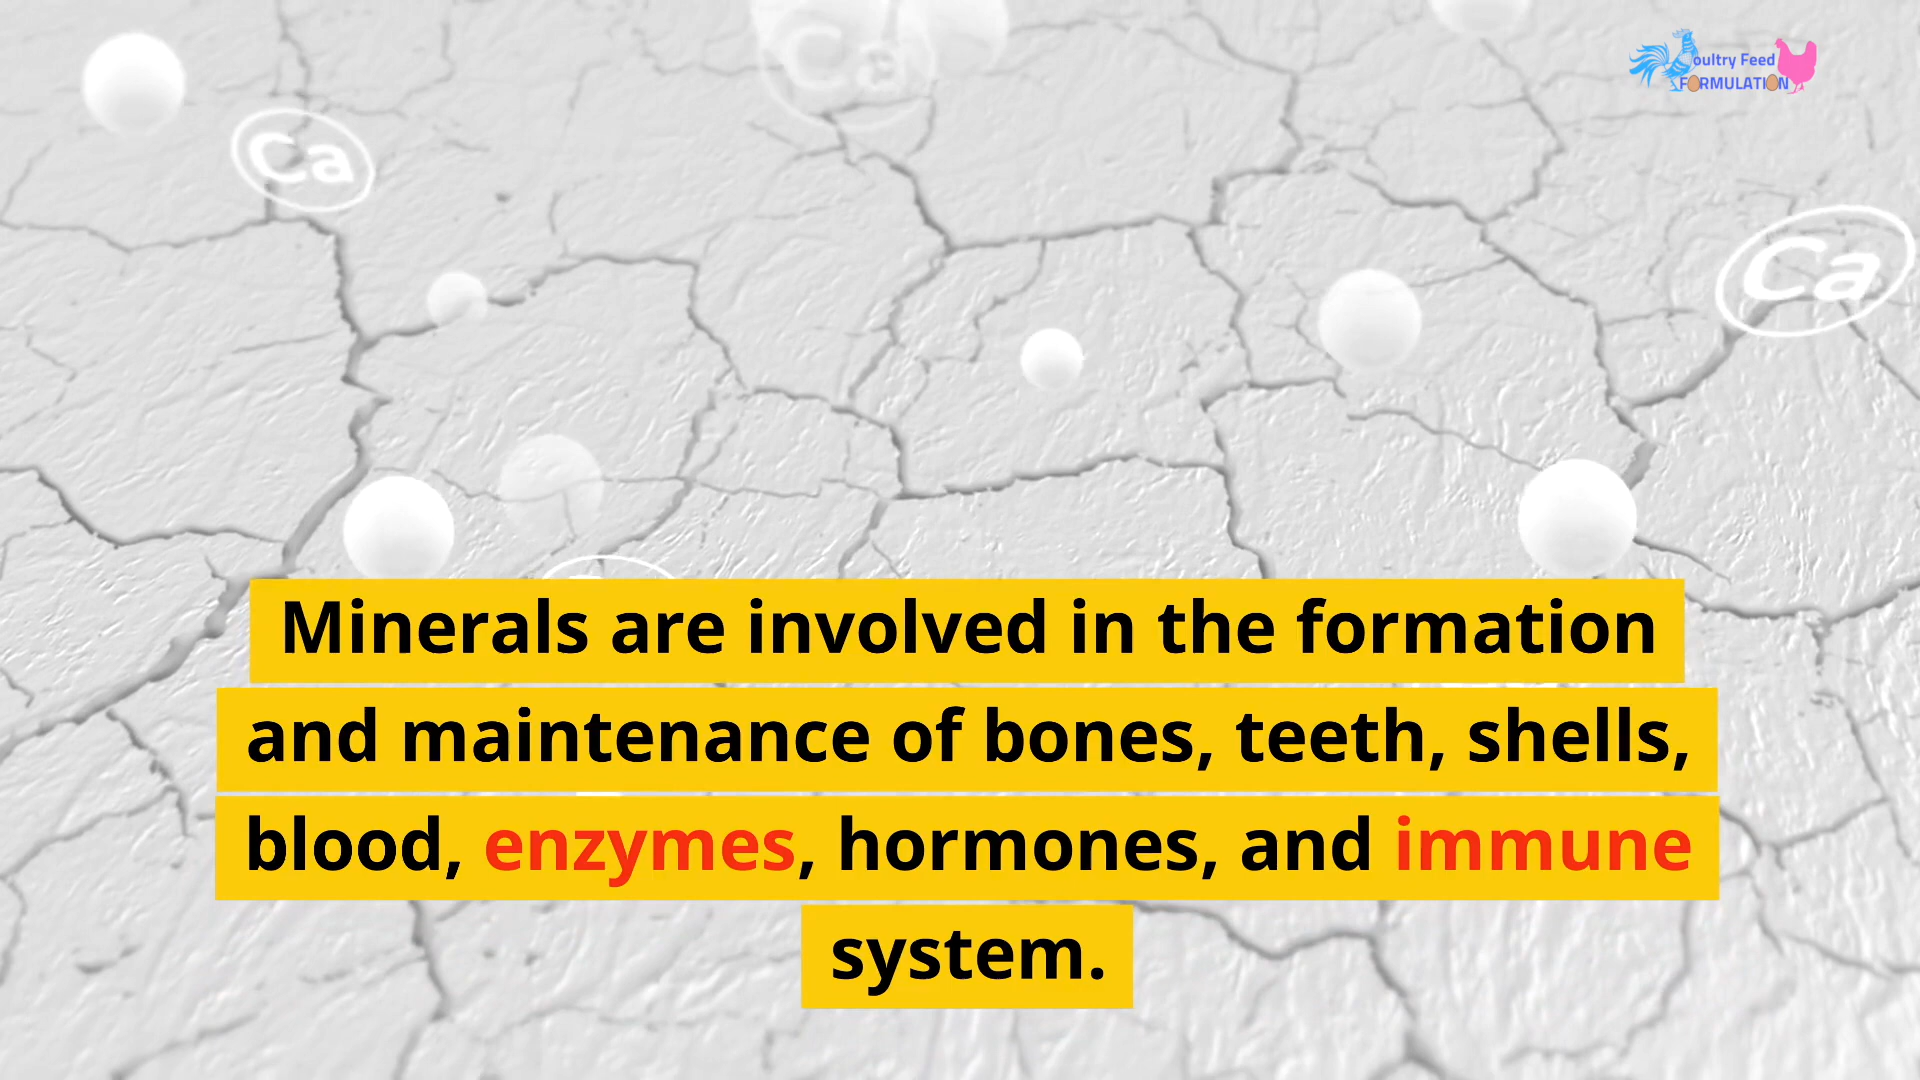 Ca
Ca
oultry Feed
FORMULATION
Ca
Minerals are involved in the formation
and maintenance of bones, teeth, shells,
blood, enzymes, hormones, and immune
system.